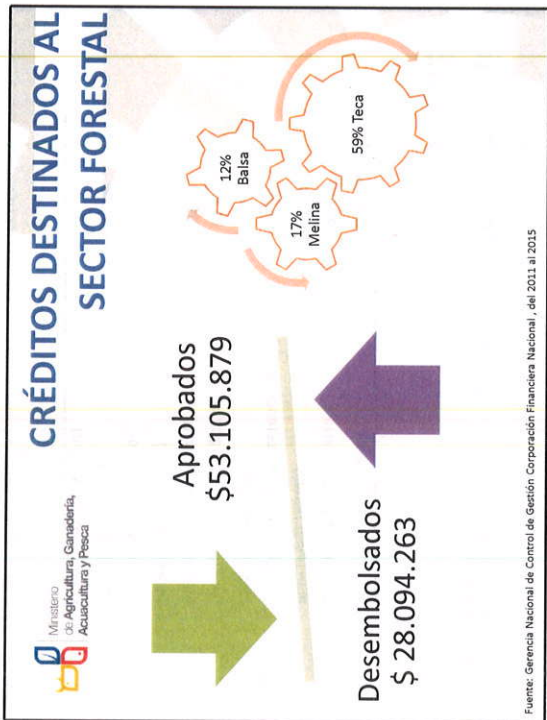 Ministerio
de Agricultura, Ganadería,
Acuacultura y Pesca
CRÉDITOS DESTINADOS AL
SECTOR FORESTAL
Aprobados
$53.105.879
Desembolsados
$ 28.094.263
12%
Balsa
17%
Melina
59% Teca
Fuente: Gerencia Nacional de Control de Gestión Corporación Financiera Nacional , del 2011 al 2015